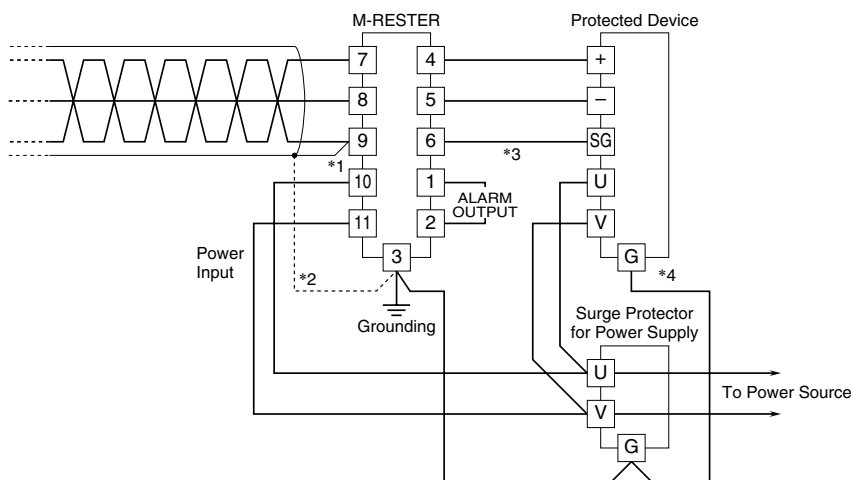 M-RESTER
Protected Device
7
4
+
8
5
–
9
6
SG
*1
*3
10
1
U
ALARM
OUTPUT
11
2
V
Power
Input
3
G
*2
*4
Grounding
Surge Protector
for Power Supply
U
To Power Source
V
G